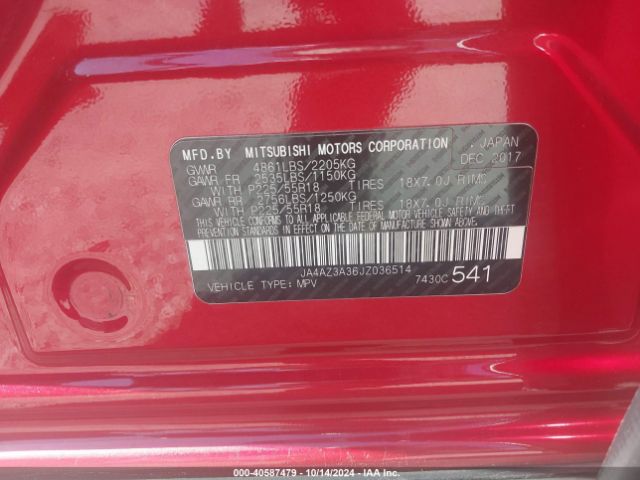 MFD.BY MITSUBISHI MOTORS CORPORATION , JAPAN
GVWR 4861LBS/2205KG DEC 2017
GAWR FR 2535LBS/1150KG
WITH P225/55R18 TIRES 18X7.0J RIMS
GAWR RR 2756LBS/1250KG
WITH P225/55R18 TIRES 18X7.0J RIMS
THIS VEHICLE CONFORMS TO ALL APPLICABLE FEDERAL MOTOR VEHICLE SAFETY AND THEFT
PREVENTION STANDARDS IN EFFECT ON THE DATE OF MANUFACTURE SHOWN ABOVE.
JA4AZ3A36JZ036514
VEHICLE TYPE: MPV 7430C 541
000-40587479 - 10/14/2024 - IAAI.com